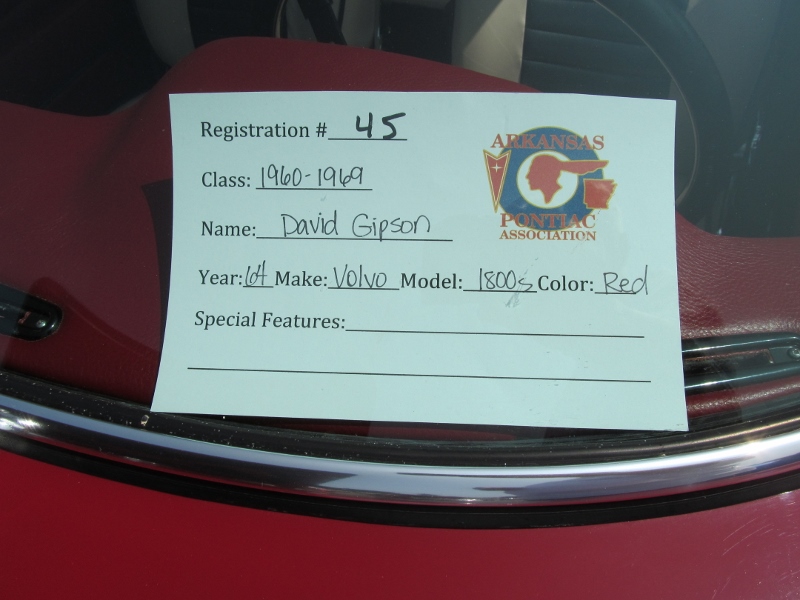 Registration # 45
ARKANSAS
PONTIAC
ASSOCIATION
Class: 1960-1969
Name: David Gipson
Year: 64 Make: Volvo Model: 1800s Color: Red
Special Features: